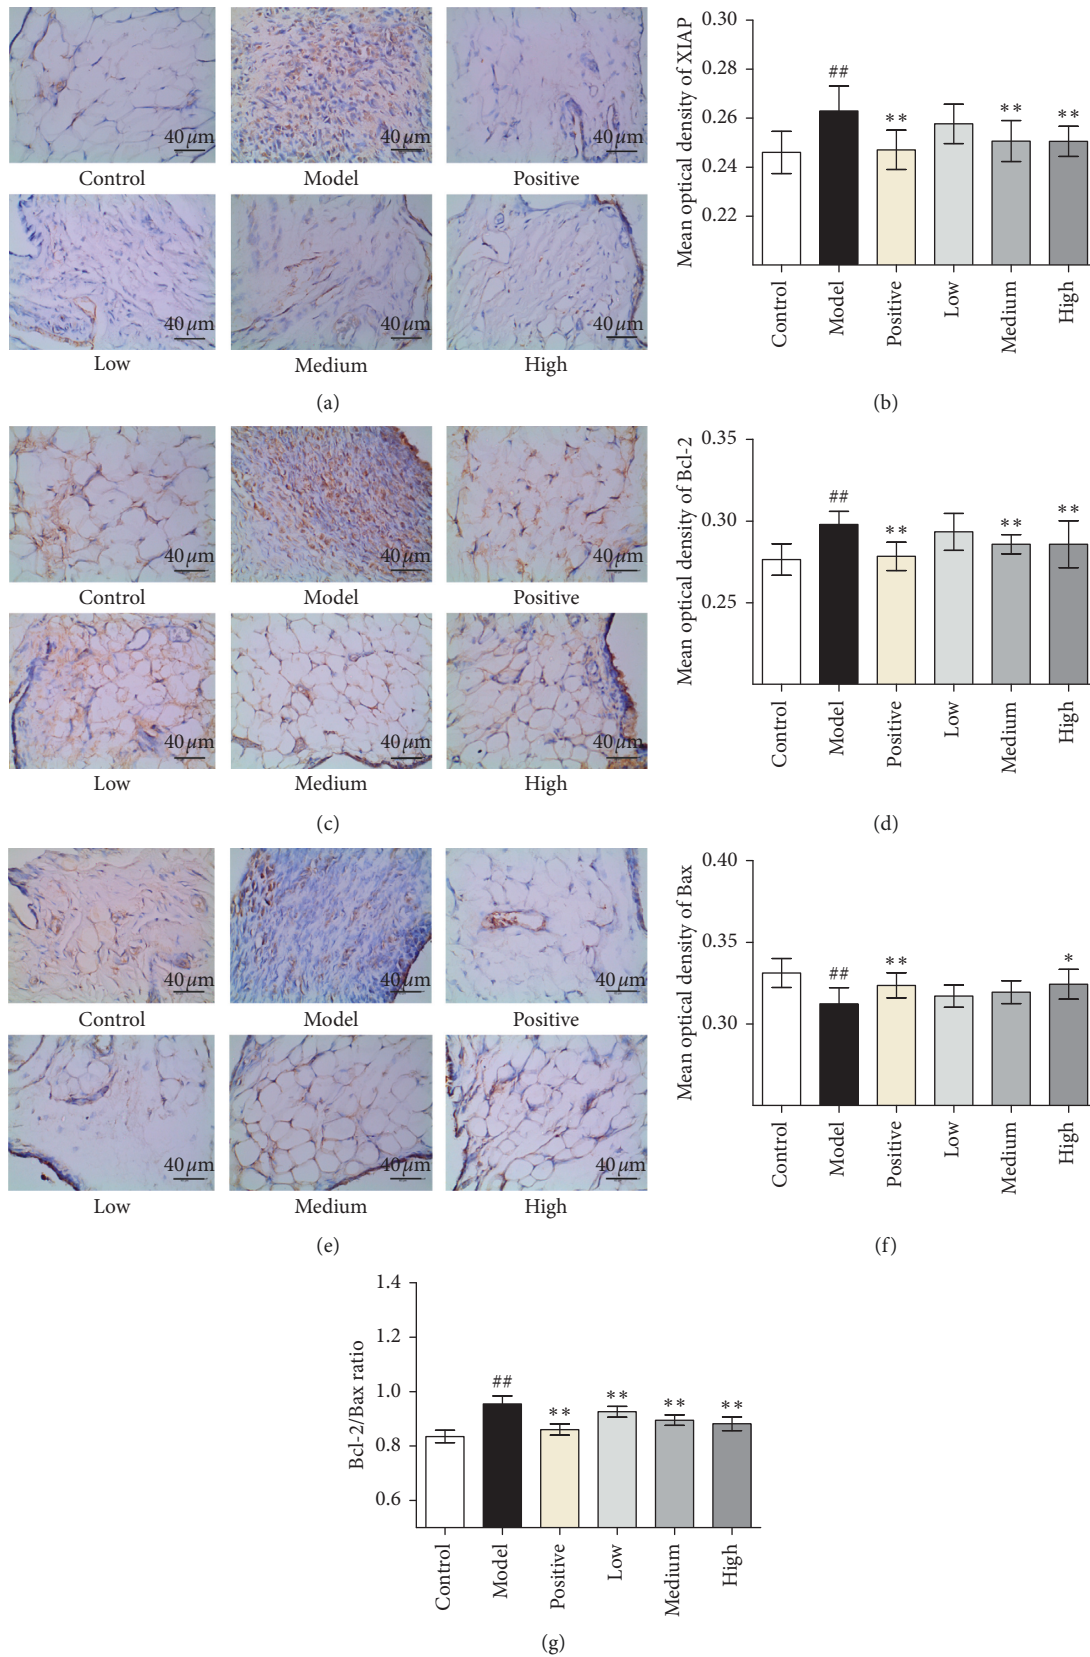 40 μm
40 μm
40 μm
Control
Model
Positive
40 μm
40 μm
40 μm
Low
Medium
High
(a)
Mean optical density of XIAP
0.30
0.28
0.26
0.24
0.22
##
**
**
**
Control
Model
Positive
Low
Medium
High
(b)
40 μm
40 μm
40 μm
Control
Model
Positive
40 μm
40 μm
40 μm
Low
Medium
High
(c)
Mean optical density of Bcl-2
0.35
0.30
0.25
##
**
**
**
Control
Model
Positive
Low
Medium
High
(d)
40 μm
40 μm
40 μm
Control
Model
Positive
40 μm
40 μm
40 μm
Low
Medium
High
(e)
Mean optical density of Bax
0.40
0.35
0.30
##
**
*
Control
Model
Positive
Low
Medium
High
(f)
Bcl-2/Bax ratio
1.4
1.2
1.0
0.8
0.6
##
**
**
**
**
Control
Model
Positive
Low
Medium
High
(g)